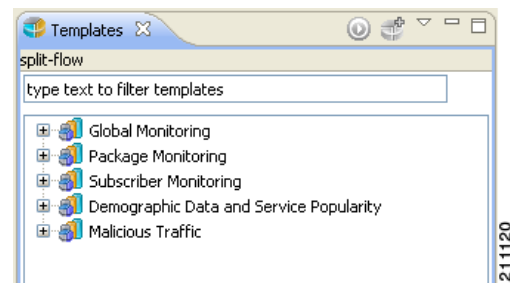 Templates
split-flow
type text to filter templates
Global Monitoring
Package Monitoring
Subscriber Monitoring
Demographic Data and Service Popularity
Malicious Traffic
211120